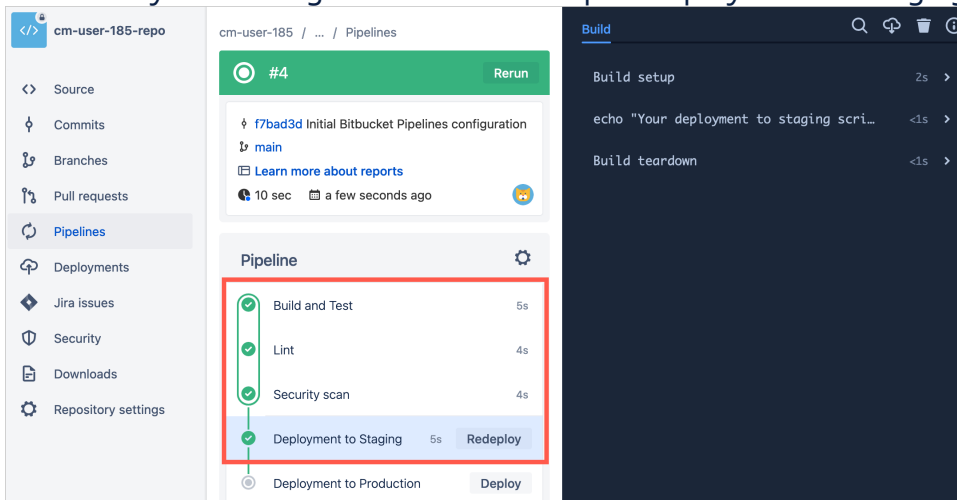 cm-user-185-repo
Source
Commits
Branches
Pull requests
Pipelines
Deployments
Jira issues
Security
Downloads
Repository settings
cm-user-185 / ... / Pipelines
#4 Rerun
f7bad3d Initial Bitbucket Pipelines configuration
main
Learn more about reports
10 sec a few seconds ago
Pipeline
Build and Test 5s
Lint 4s
Security scan 4s
Deployment to Staging 5s Redeploy
Deployment to Production Deploy
Build
Build setup 2s
echo "Your deployment to staging scri… <1s
Build teardown <1s